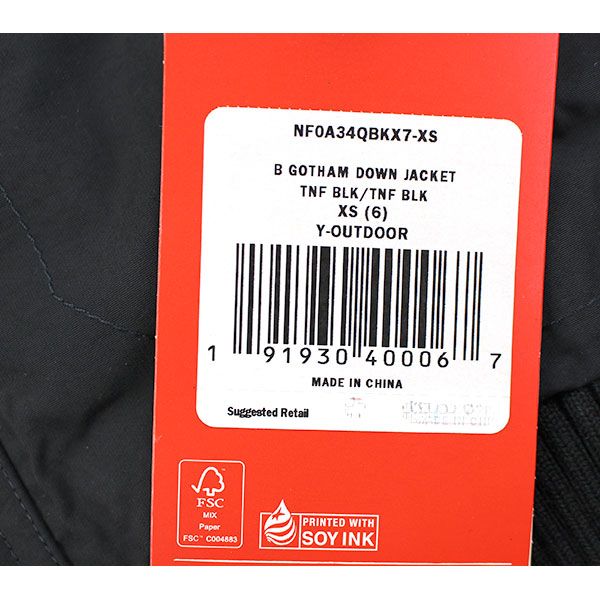 NF0A34QBKX7-XS
B GOTHAM DOWN JACKET
TNF BLK/TNF BLK
XS (6)
Y-OUTDOOR
1 91930 40006 7
MADE IN CHINA
Suggested Retail
FSC
MIX
Paper
FSC™ C004883
PRINTED WITH
SOY INK